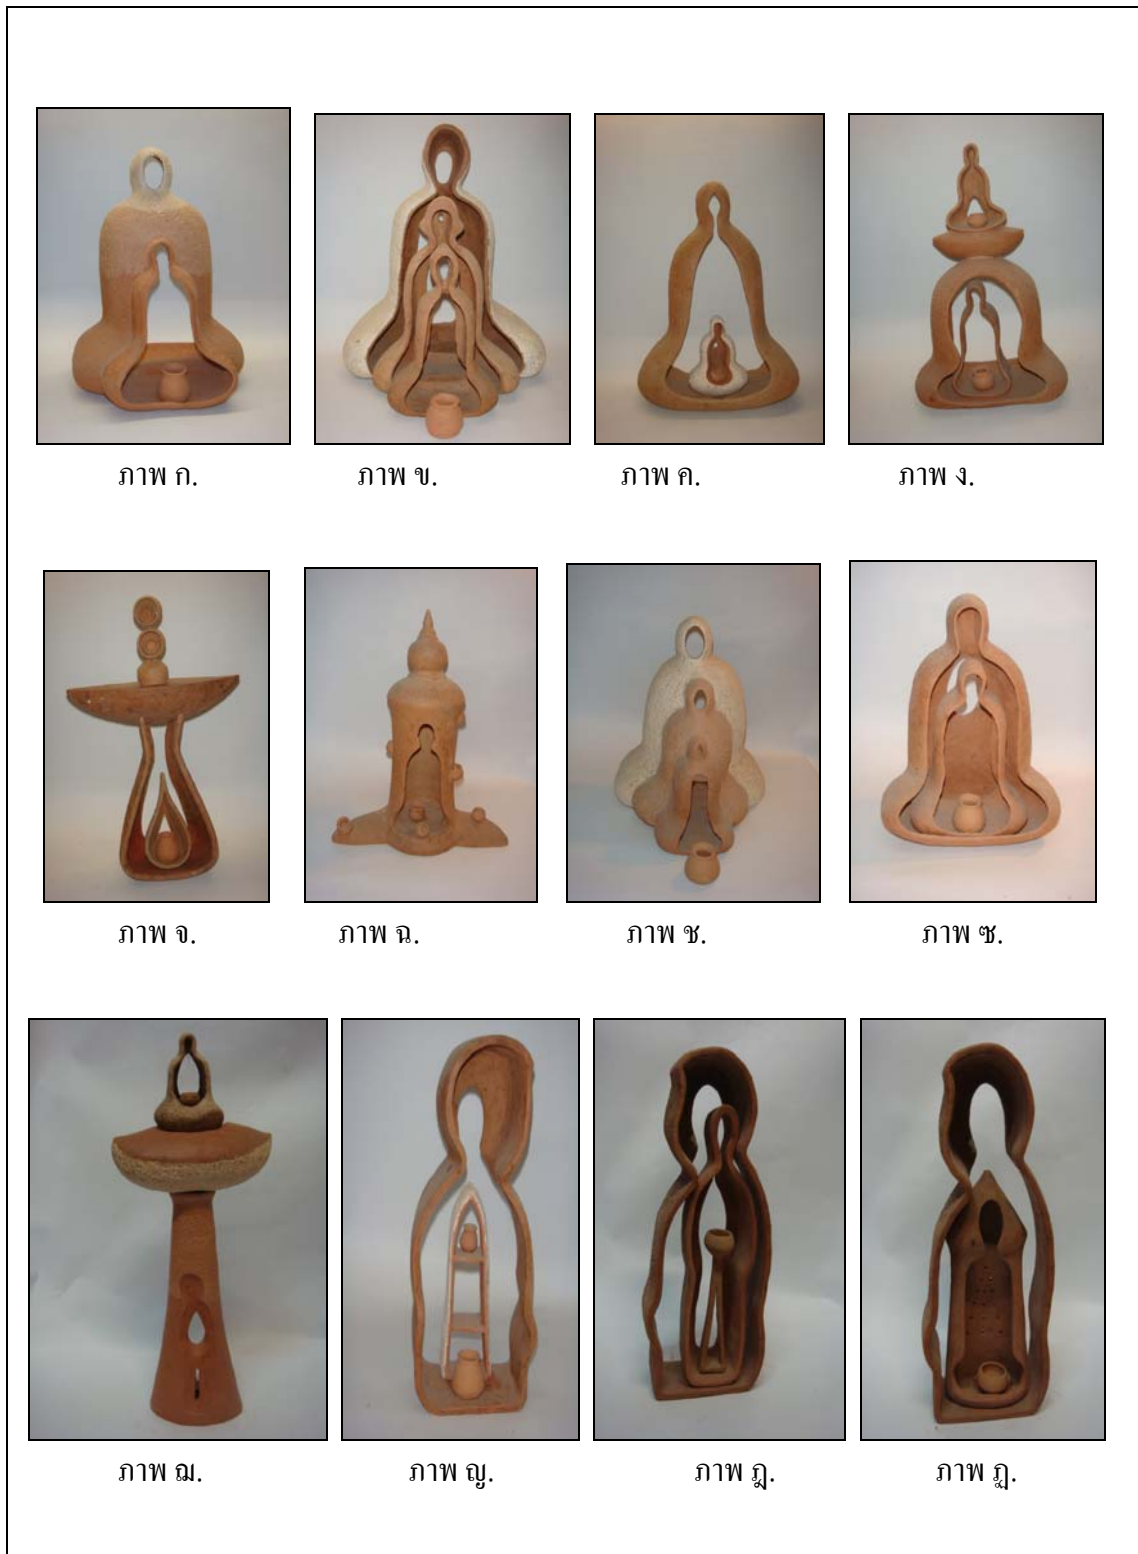 ภาพ ก. ภาพ ข. ภาพ ค. ภาพ ง.
ภาพ จ. ภาพ ฉ. ภาพ ช. ภาพ ซ.
ภาพ ฌ. ภาพ ญ. ภาพ ฎ. ภาพ ฏ.